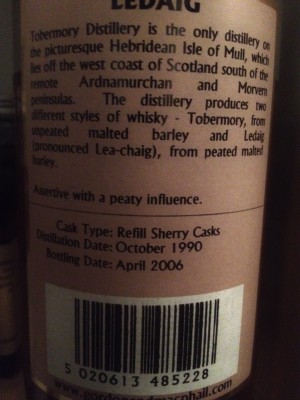 LEDAIG
Tobermory Distillery is the only distillery on
the picturesque Hebridean Isle of Mull, which
lies off the west coast of Scotland south of the
remote Ardnamurchan and Morvern
peninsulas. The distillery produces two
different styles of whisky - Tobermory, from
unpeated malted barley and Ledaig
(pronounced Lea-chaig), from peated malted
barley.
Assertive with a peaty influence.
Cask Type: Refill Sherry Casks
Distillation Date: October 1990
Bottling Date: April 2006
5 020613 485228
www.gordonandmacphail.com